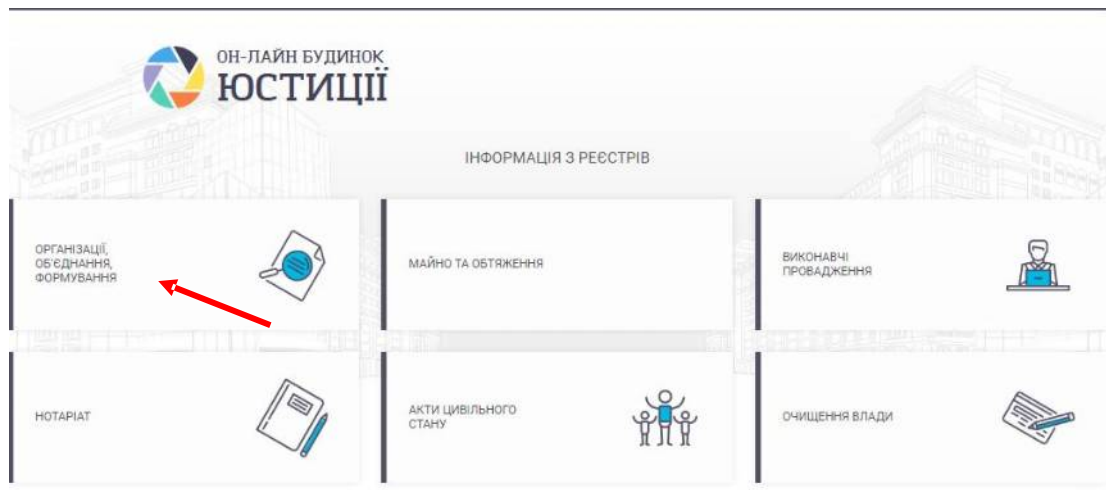 ОН-ЛАЙН БУДИНОК
ЮСТИЦІЇ
ІНФОРМАЦІЯ З РЕЄСТРІВ
ОРГАНІЗАЦІЇ,
ОБ'ЄДНАННЯ,
ФОРМУВАННЯ
МАЙНО ТА ОБТЯЖЕННЯ
ВИКОНАВЧІ
ПРОВАДЖЕННЯ
НОТАРІАТ
АКТИ ЦИВІЛЬНОГО
СТАНУ
ОЧИЩЕННЯ ВЛАДИ